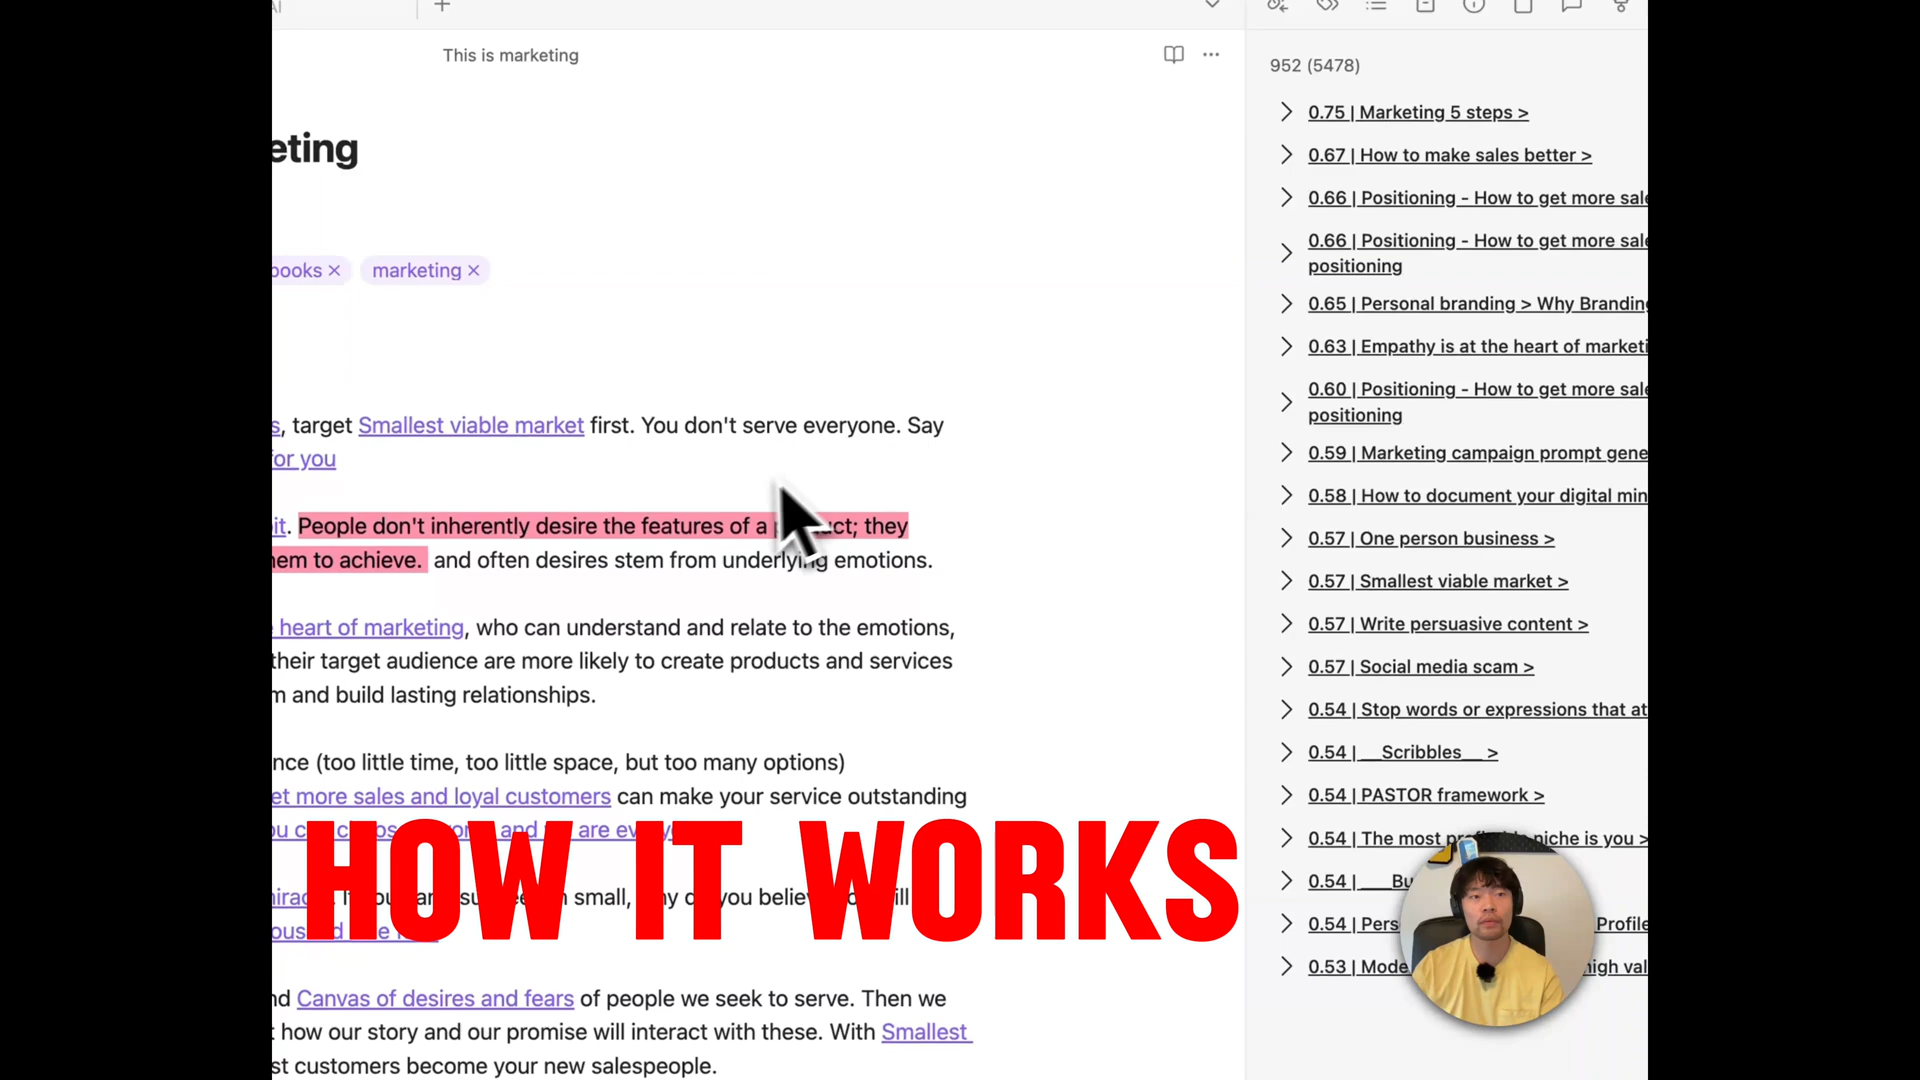 AI
This is marketing
eting
books × marketing ×
s, target Smallest viable market first. You don't serve everyone. Say
for you
it. People don't inherently desire the features of a ct; they
hem to achieve. and often desires stem from underlying emotions.
heart of marketing, who can understand and relate to the emotions,
their target audience are more likely to create products and services
m and build lasting relationships.
nce (too little time, too little space, but too many options)
et more sales and loyal customers can make your service outstanding
and are
small, you
HOW IT WORKS
nd Canvas of desires and fears of people we seek to serve. Then we
how our story and our promise will interact with these. With Smallest
st customers become your new salespeople.
952 (5478)
0.75 | Marketing 5 steps >
0.67 | How to make sales better >
0.66 | Positioning - How to get more sal
0.66 | Positioning - How to get more sal
positioning
0.65 | Personal branding > Why Branding
0.63 | Empathy is at the heart of marketi
0.60 | Positioning - How to get more sal
positioning
0.59 | Marketing campaign prompt gene
0.58 | How to document your digital min
0.57 | One person business >
0.57 | Smallest viable market >
0.57 | Write persuasive content >
0.57 | Social media scam >
0.54 | Stop words or expressions that at
0.54 | __Scribbles__ >
0.54 | PASTOR framework >
0.54 | The most niche is you >
0.54 | ___Bu
0.54 | Pers Profile
0.53 | Mode high val